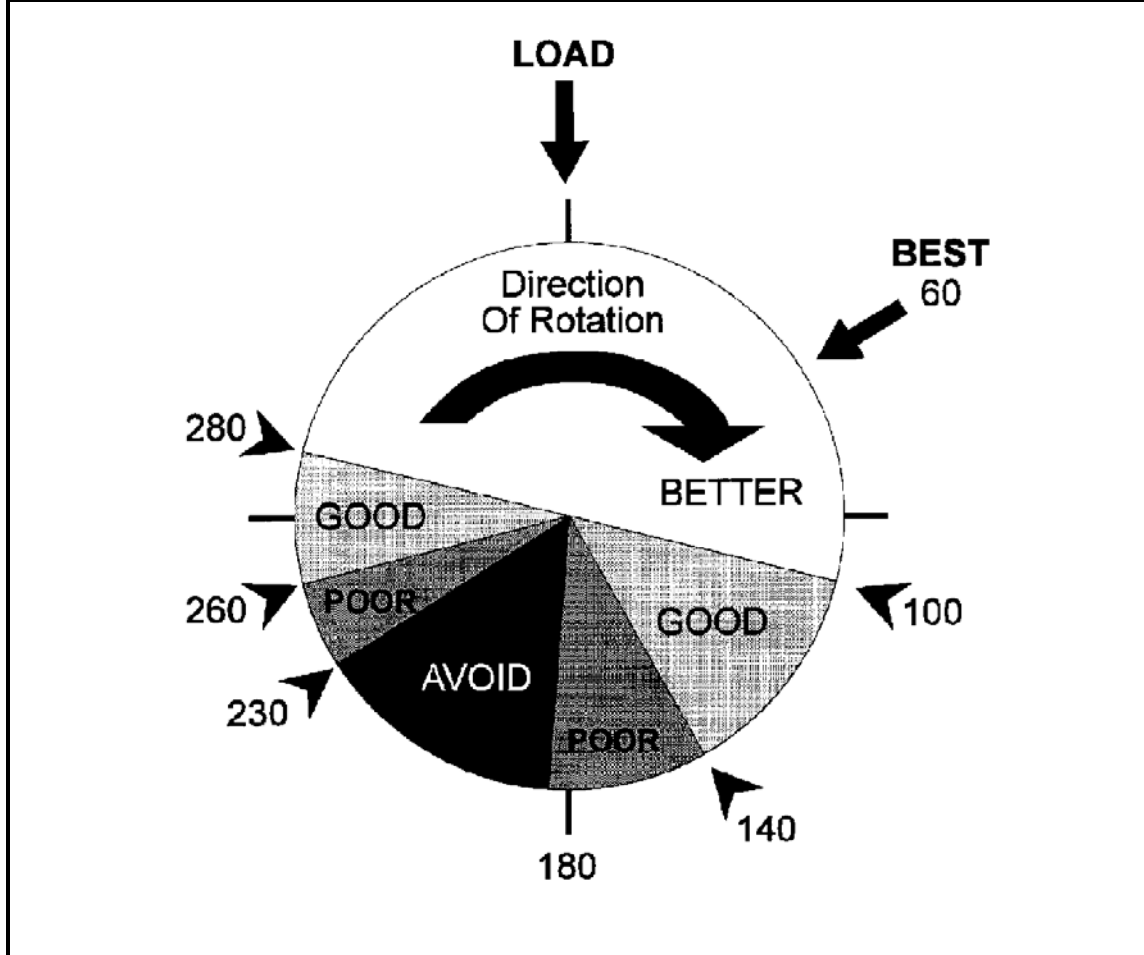 LOAD
BEST
60
Direction
Of Rotation
280
BETTER
GOOD
260
POOR
GOOD
100
AVOID
230
POOR
140
180